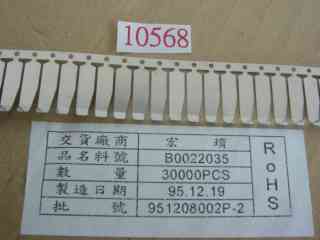 10568
交貨廠商 宏瑨
品名料號 B0022035
數量 30000PCS
製造日期 95.12.19
批號 951208002P-2
RoHS